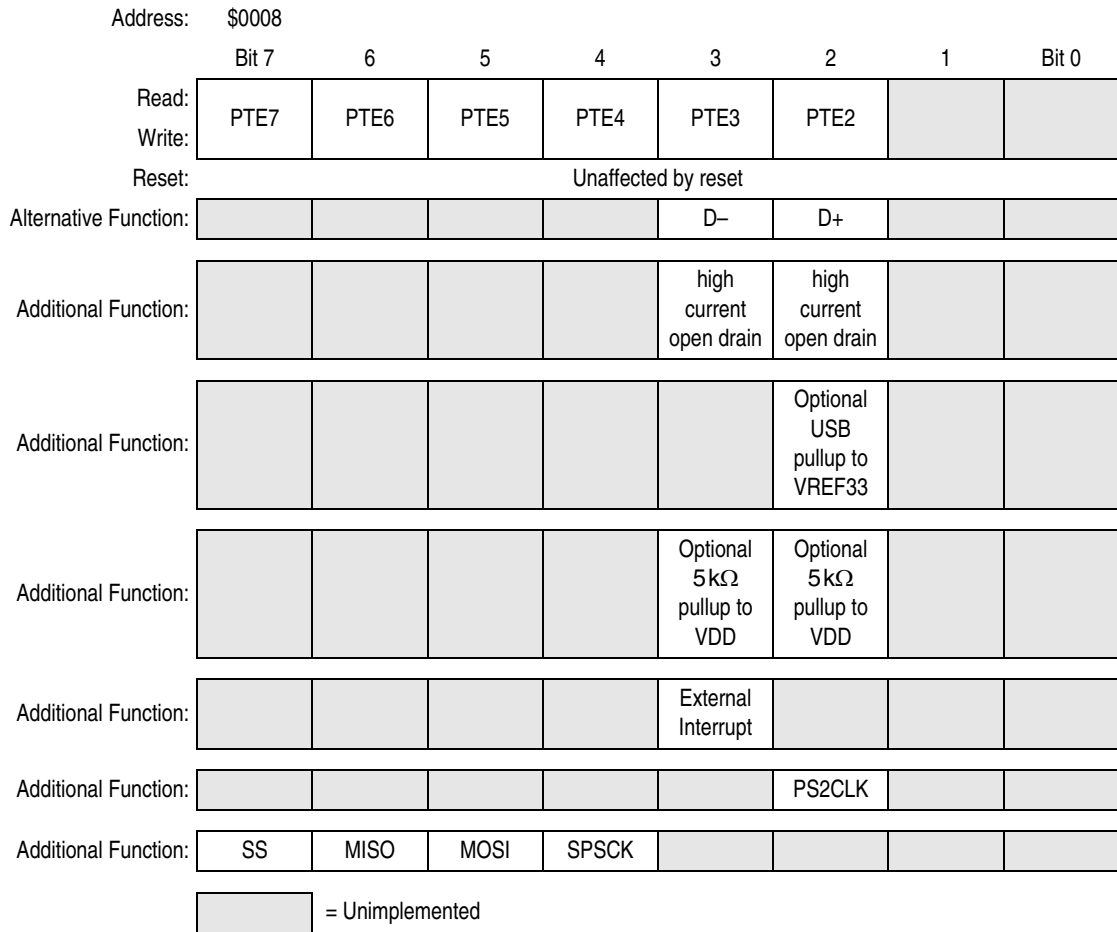 Address: $0008
Bit 7 6 5 4 3 2 1 Bit 0
Read:
PTE7 PTE6 PTE5 PTE4 PTE3 PTE2
Write:
Reset: Unaffected by reset
Alternative Function: D– D+
high high
Additional Function: current current
open drain open drain
Optional
USB
Additional Function:
pullup to
VREF33
Optional Optional
5kΩ 5kΩ
Additional Function:
pullup to pullup to
VDD VDD
External
Additional Function:
Interrupt
Additional Function: PS2CLK
Additional Function: SS MISO MOSI SPSCK
= Unimplemented